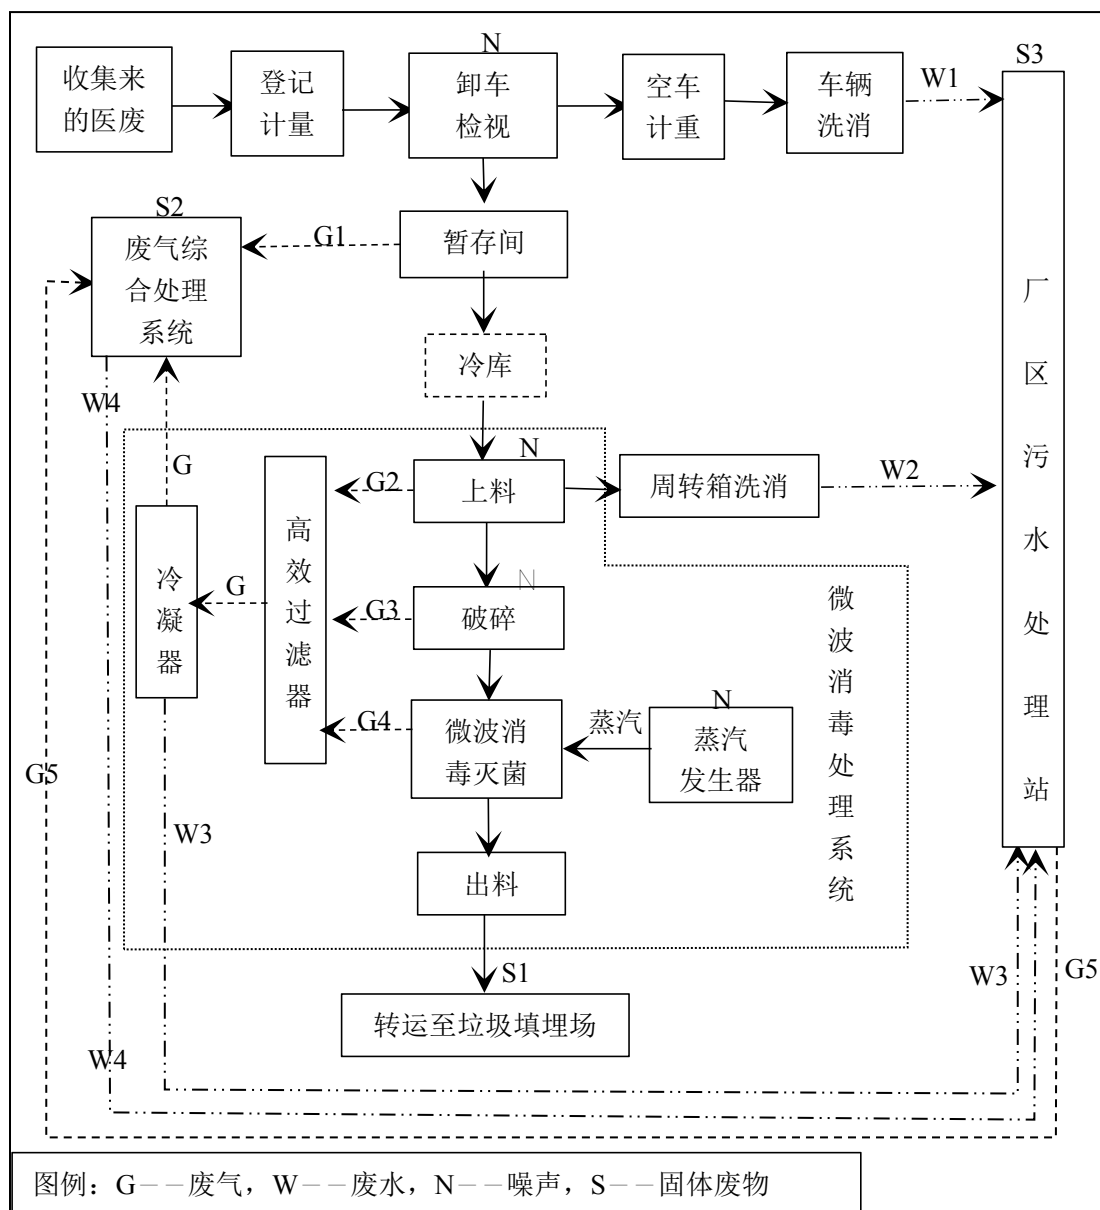 N
S3
收集来
的医废
登记
计量
卸车
检视
空车
计重
车辆
洗消
W1
S2
废气综
合处理
系统
G1
暂存间
冷库
W4
G
N
上料
G2
周转箱洗消
W2
厂区污水处理站
高效过滤器
冷凝器
G
N
破碎
G3
微波消毒处理系统
G4
微波消
毒灭菌
蒸汽
N
蒸汽
发生器
G5
W3
出料
S1
转运至垃圾填埋场
W3
G5
W4
图例：G——废气，W——废水，N——噪声，S——固体废物